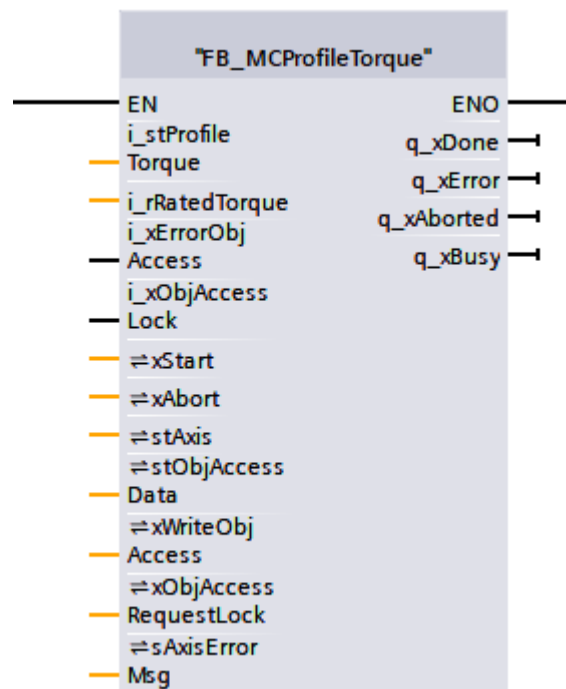 "FB_MCProfileTorque"
EN ENO
i_stProfile
Torque
q_xDone
i_rRatedTorque
q_xError
i_xErrorObj
Access
q_xAborted
i_xObjAccess
Lock
q_xBusy
⇌xStart
⇌xAbort
⇌stAxis
⇌stObjAccess
Data
⇌xWriteObj
Access
⇌xObjAccess
RequestLock
⇌sAxisError
Msg